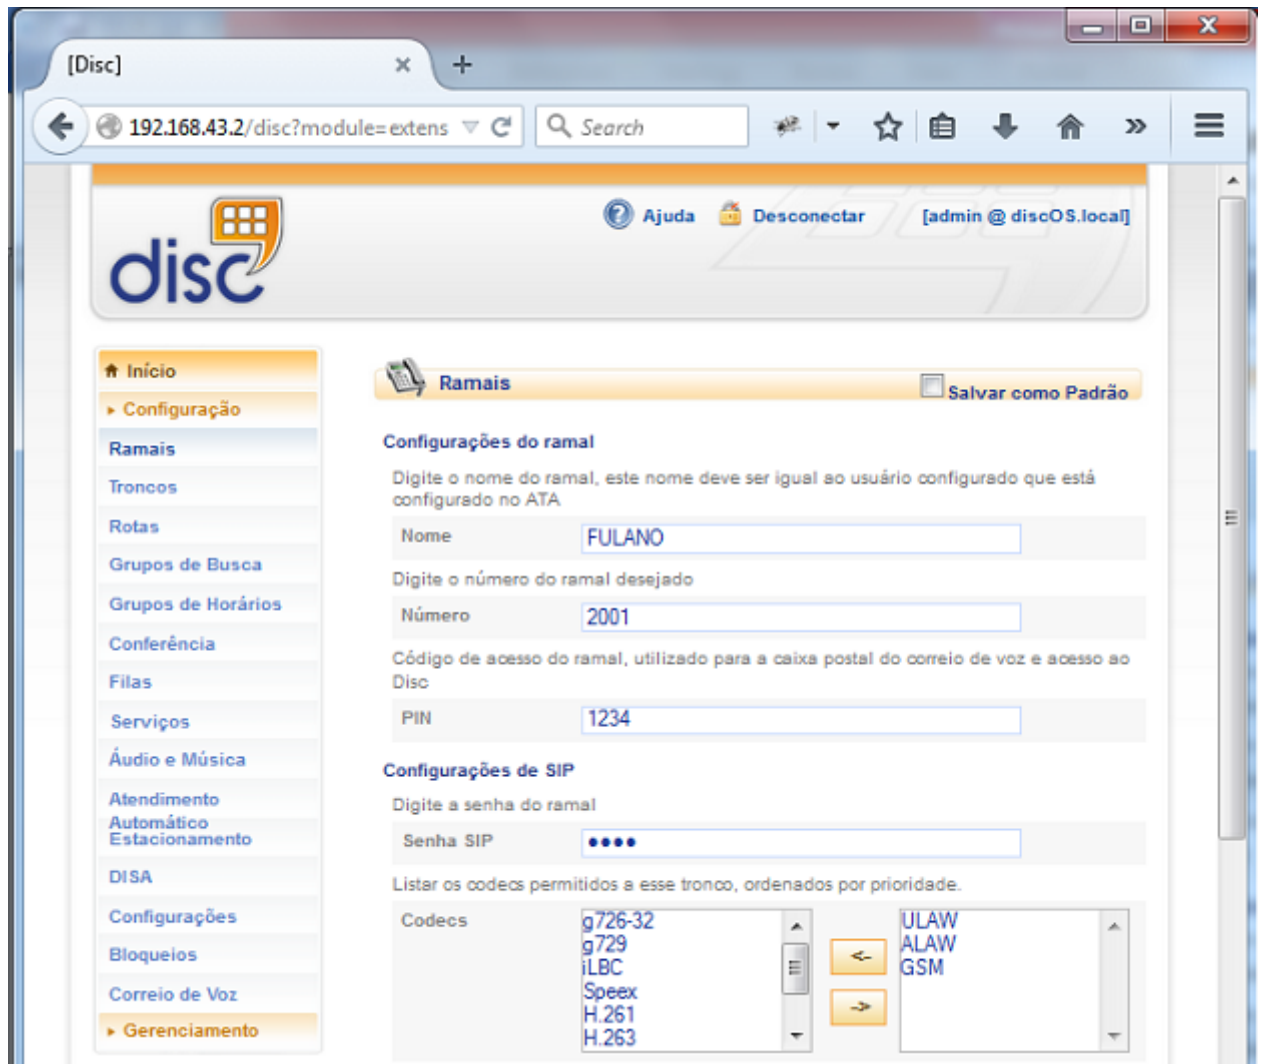 [Disc]
192.168.43.2/disc?module=extens
Search
disc
Ajuda
Desconectar
[admin @ discOS.local]
Início
Configuração
Ramais
Troncos
Rotas
Grupos de Busca
Grupos de Horários
Conferência
Filas
Serviços
Áudio e Música
Atendimento
Automático
Estacionamento
DISA
Configurações
Bloqueios
Correio de Voz
Gerenciamento
Ramais
Salvar como Padrão
Configurações do ramal
Digite o nome do ramal, este nome deve ser igual ao usuário configurado que está
configurado no ATA
Nome
FULANO
Digite o número do ramal desejado
Número
2001
Código de acesso do ramal, utilizado para a caixa postal do correio de voz e acesso ao
Disc
PIN
1234
Configurações de SIP
Digite a senha do ramal
Senha SIP
••••
Listar os codecs permitidos a esse tronco, ordenados por prioridade.
Codecs
g726-32
g729
iLBC
Speex
H.261
H.263
<-
->
ULAW
ALAW
GSM